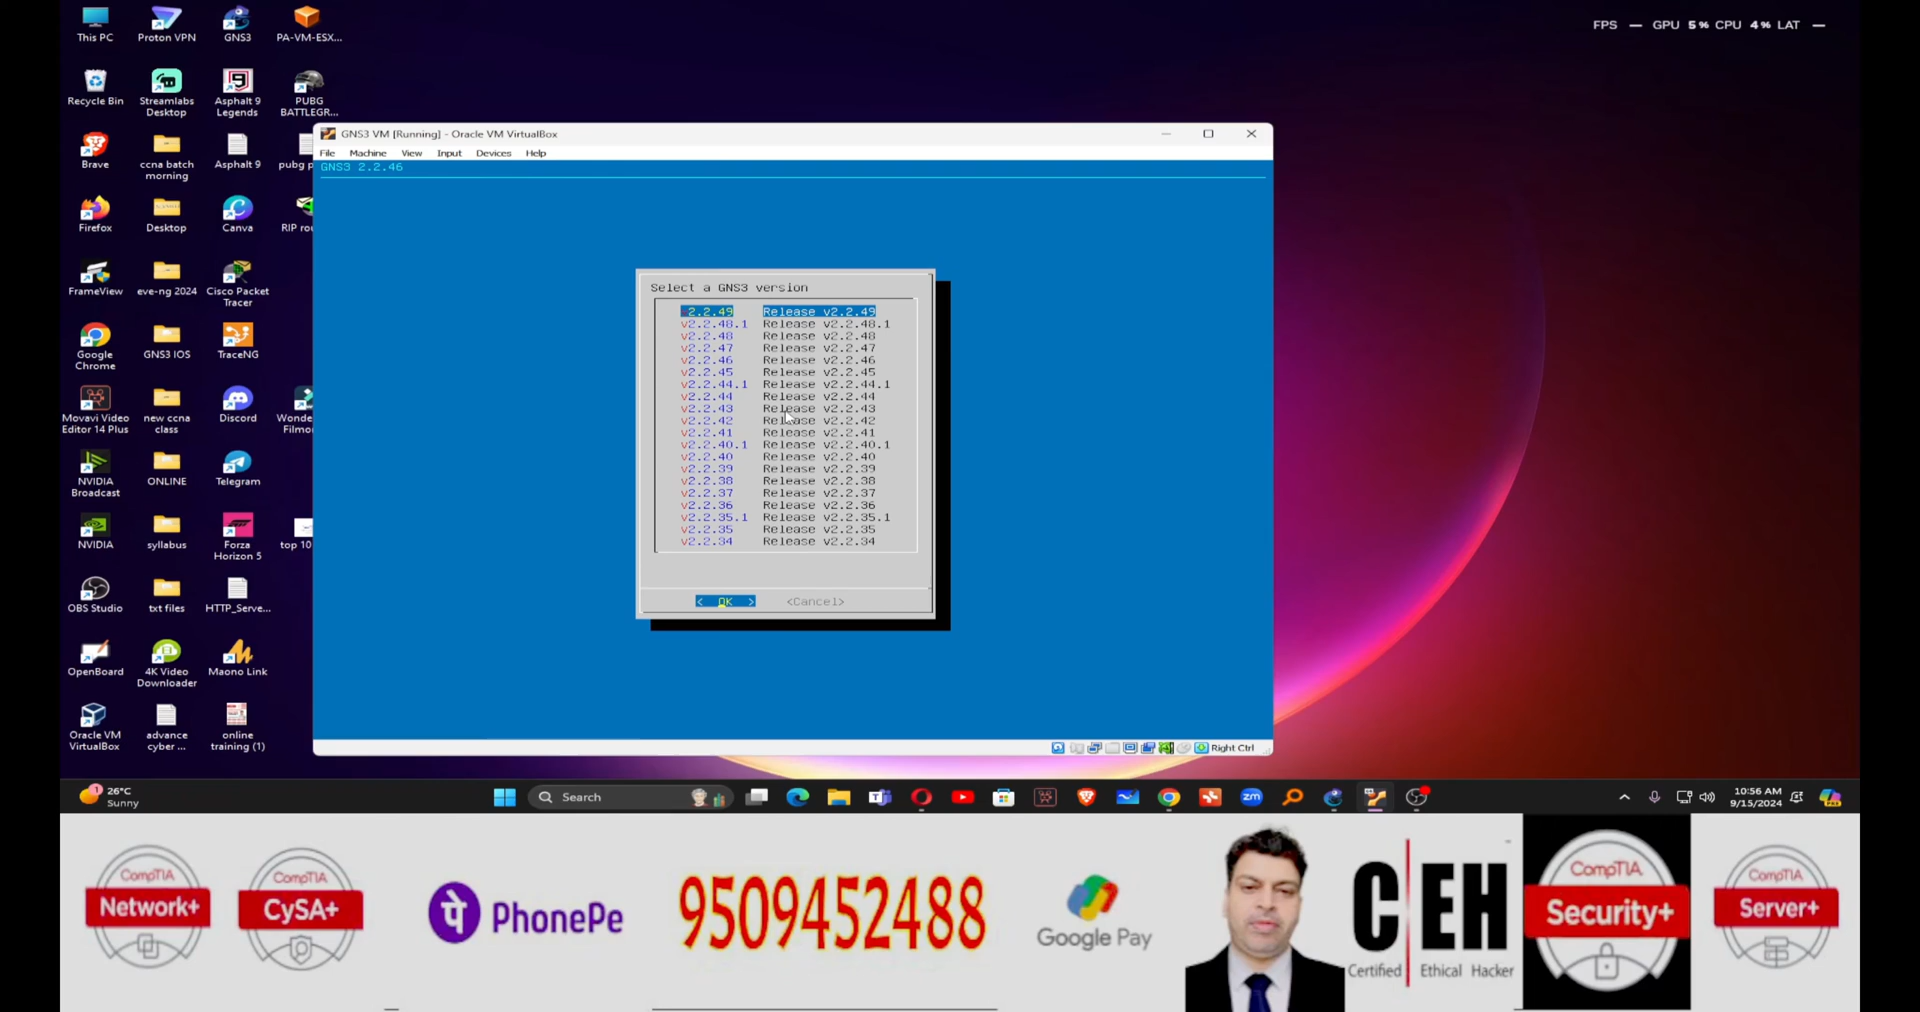 FPS — GPU 5% CPU 4% LAT —
This PC
Proton VPN
GNS3
PA-VM-ESX...
Recycle Bin
Streamlabs Desktop
Asphalt 9 Legends
PUBG BATTLEGR...
Brave
ccna batch morning
Asphalt 9
pubg p
Firefox
Desktop
Canva
RIP rou
FrameView
eve-ng 2024
Cisco Packet Tracer
Google Chrome
GNS3 IOS
TraceNG
Movavi Video Editor 14 Plus
new ccna class
Discord
Wonde
Filmo
NVIDIA Broadcast
ONLINE
Telegram
NVIDIA
syllabus
Forza Horizon 5
top 10
OBS Studio
txt files
HTTP_Serve...
OpenBoard
4K Video Downloader
Maono Link
Oracle VM VirtualBox
advance cyber ...
online training (1)
GNS3 VM [Running] - Oracle VM VirtualBox
File Machine View Input Devices Help
GNS3 2.2.46
Select a GNS3 version
2.2.49 Release v2.2.49
v2.2.48.1 Release v2.2.48.1
v2.2.48 Release v2.2.48
v2.2.47 Release v2.2.47
v2.2.46 Release v2.2.46
v2.2.45 Release v2.2.45
v2.2.44.1 Release v2.2.44.1
v2.2.44 Release v2.2.44
v2.2.43 Release v2.2.43
v2.2.42 Release v2.2.42
v2.2.41 Release v2.2.41
v2.2.40.1 Release v2.2.40.1
v2.2.40 Release v2.2.40
v2.2.39 Release v2.2.39
v2.2.38 Release v2.2.38
v2.2.37 Release v2.2.37
v2.2.36 Release v2.2.36
v2.2.35.1 Release v2.2.35.1
v2.2.35 Release v2.2.35
v2.2.34 Release v2.2.34
< OK > <Cancel>
Right Ctrl
26°C
Sunny
Search
zm
10:56 AM
9/15/2024
CompTIA
Network+
CompTIA
CySA+
पे PhonePe
9509452488
Google Pay
CEH
Certified Ethical Hacker
CompTIA
Security+
CompTIA
Server+